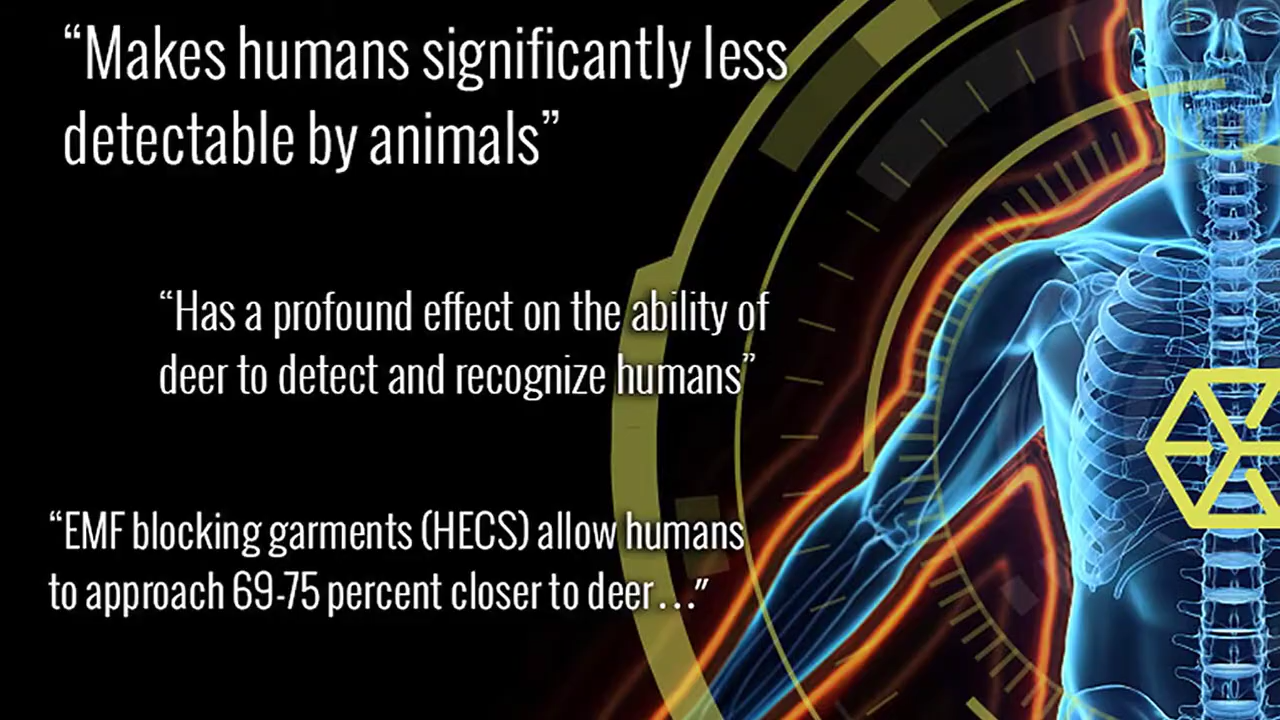 “Makes humans significantly less
detectable by animals”
“Has a profound effect on the ability of
deer to detect and recognize humans”
“EMF blocking garments (HECS) allow humans
to approach 69-75 percent closer to deer...”